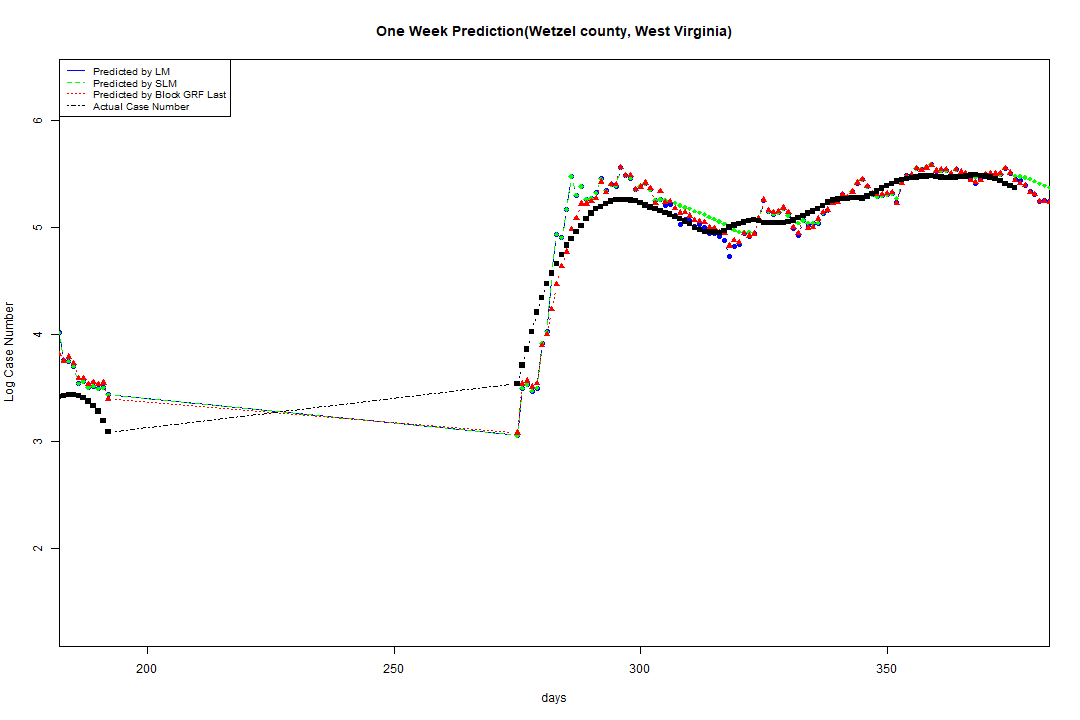 One Week Prediction(Wetzel county, West Virginia)
Predicted by LM
Predicted by SLM
Predicted by Block GRF Last
Actual Case Number
6
5
4
3
2
Log Case Number
200
250
300
350
days